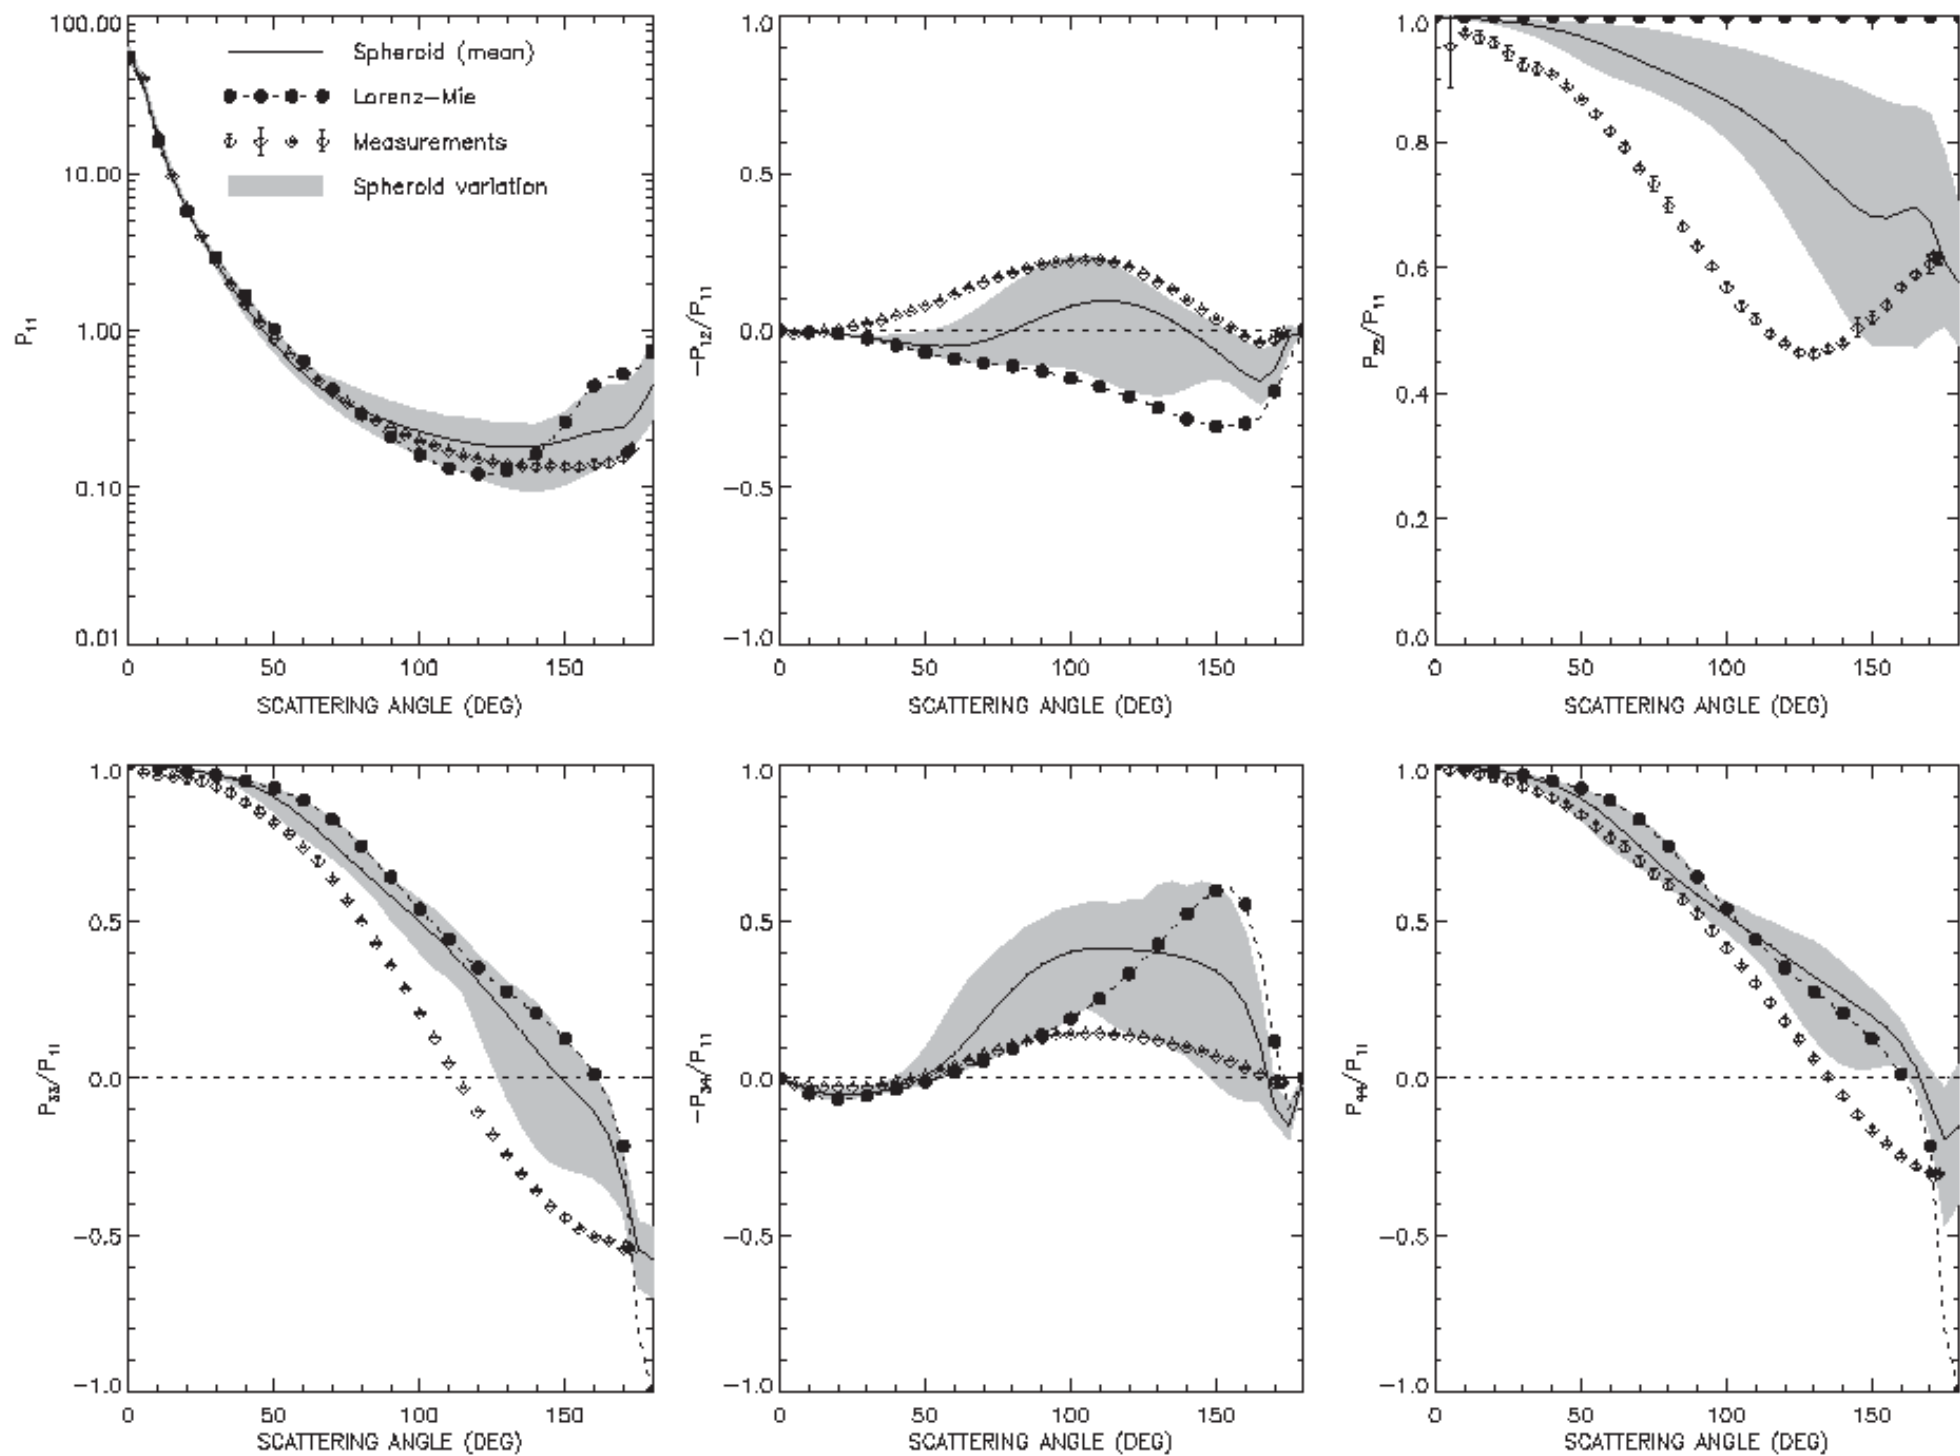 100.00
10.00
1.00
0.10
0.01
P11
Spheroid (mean)
Lorenz-Mie
Measurements
Spheroid variation
0 50 100 150
SCATTERING ANGLE (DEG)
1.0
0.5
0.0
-0.5
-1.0
-P12/P11
0 50 100 150
SCATTERING ANGLE (DEG)
1.0
0.8
0.6
0.4
0.2
0.0
P22/P11
0 50 100 150
SCATTERING ANGLE (DEG)
1.0
0.5
0.0
-0.5
-1.0
P33/P11
0 50 100 150
SCATTERING ANGLE (DEG)
1.0
0.5
0.0
-0.5
-1.0
-P34/P11
0 50 100 150
SCATTERING ANGLE (DEG)
1.0
0.5
0.0
-0.5
-1.0
P44/P11
0 50 100 150
SCATTERING ANGLE (DEG)